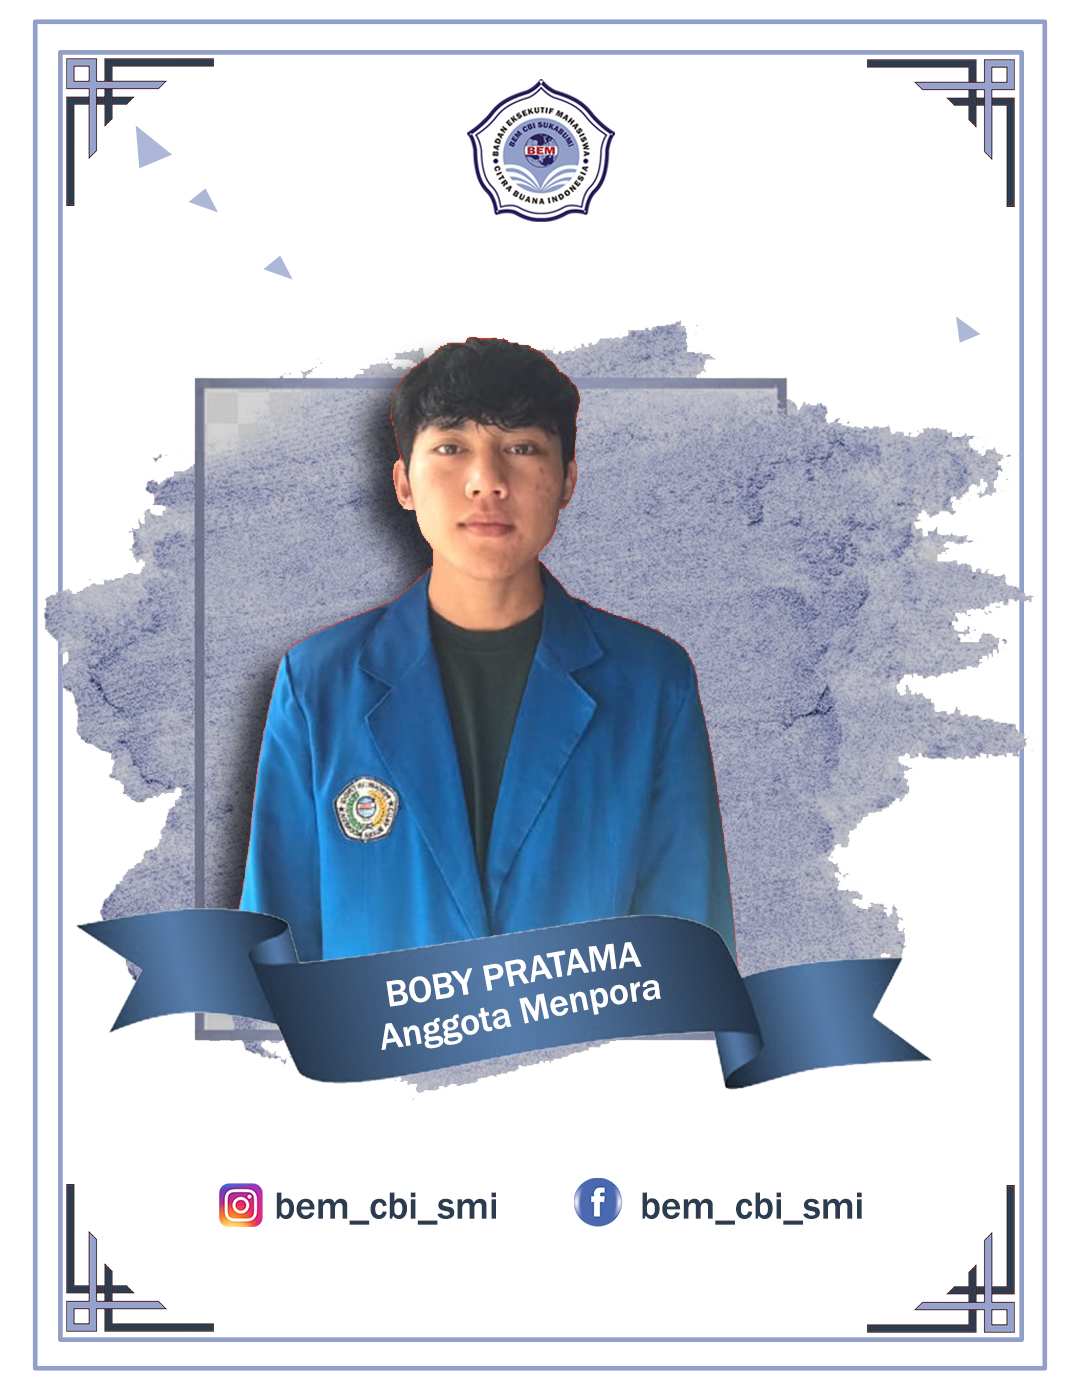 BADAN EKSEKUTIF MAHASISWA
BEM CBI SUKABUMI
BEM
CITRA BUANA INDONESIA
BOBY PRATAMA
Anggota Menpora
bem_cbi_smi
bem_cbi_smi